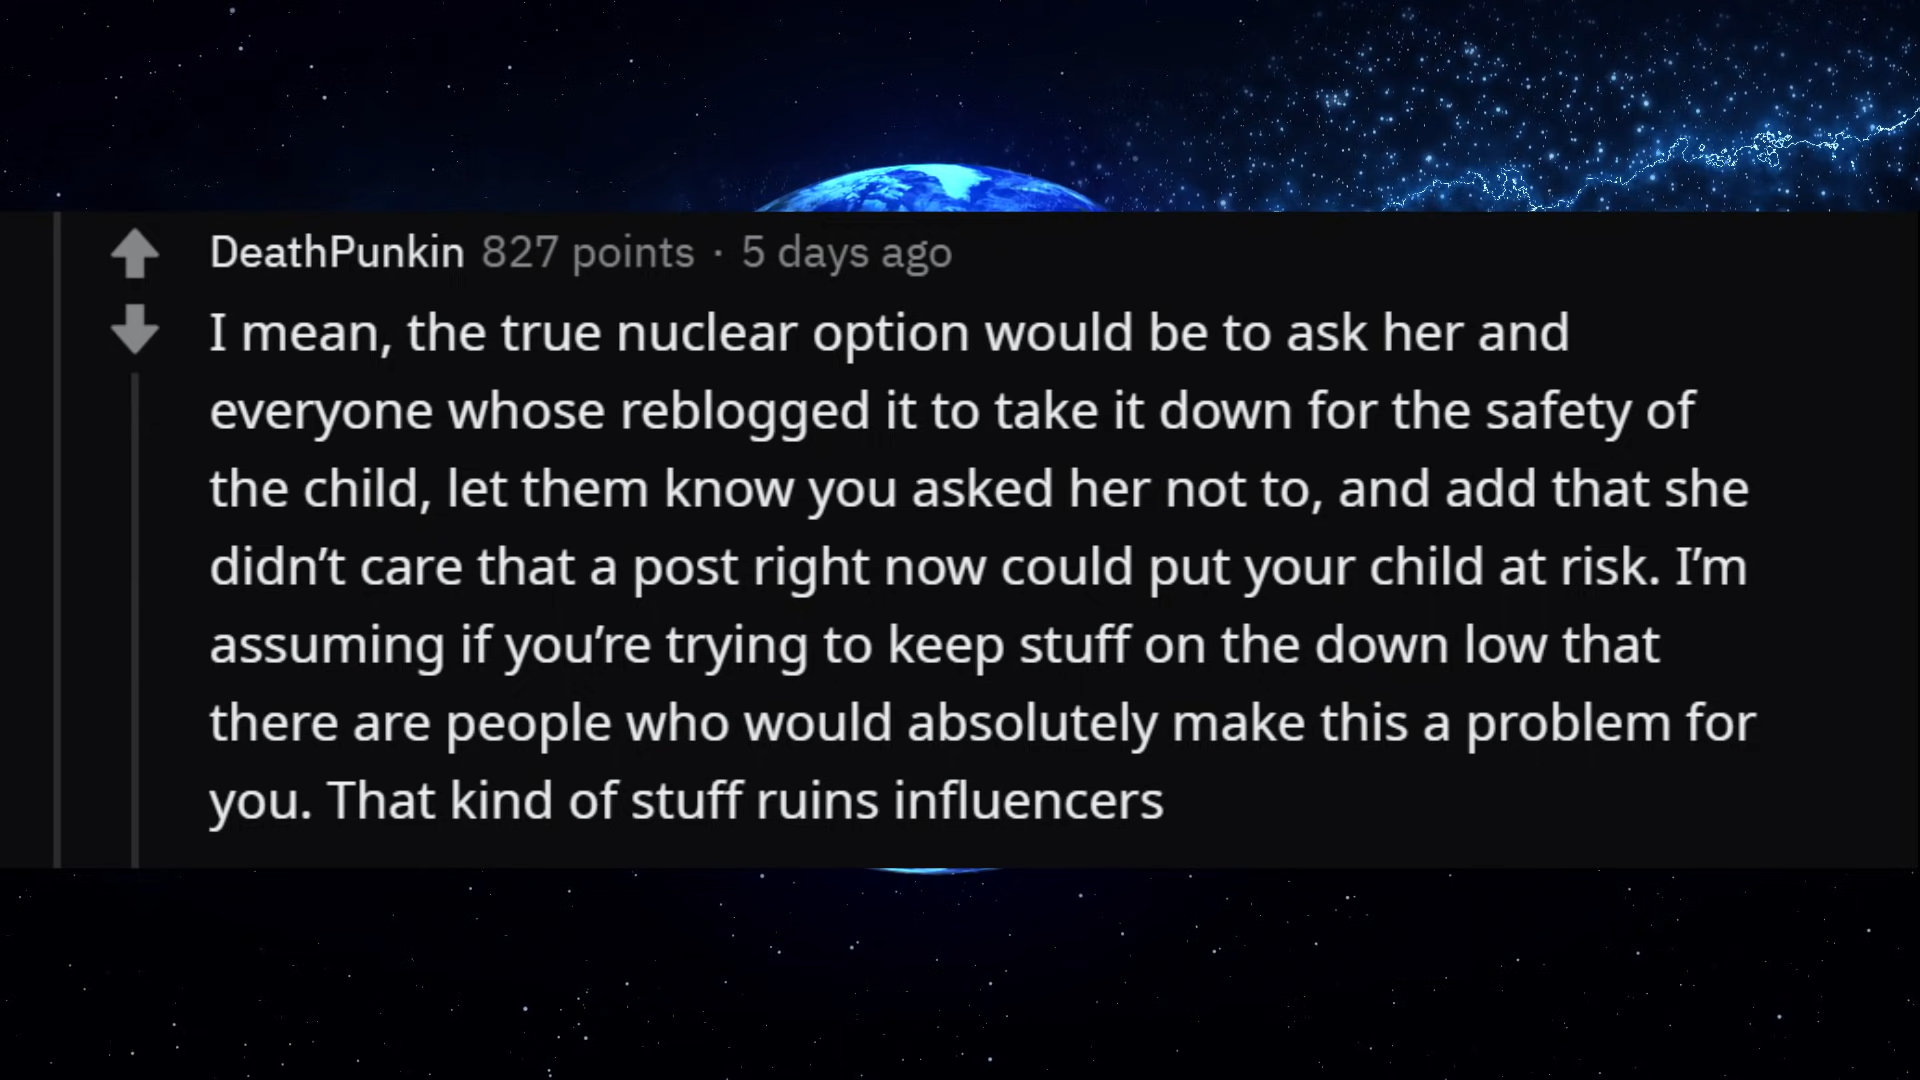 DeathPunkin 827 points · 5 days ago
I mean, the true nuclear option would be to ask her and
everyone whose reblogged it to take it down for the safety of
the child, let them know you asked her not to, and add that she
didn’t care that a post right now could put your child at risk. I’m
assuming if you’re trying to keep stuff on the down low that
there are people who would absolutely make this a problem for
you. That kind of stuff ruins influencers